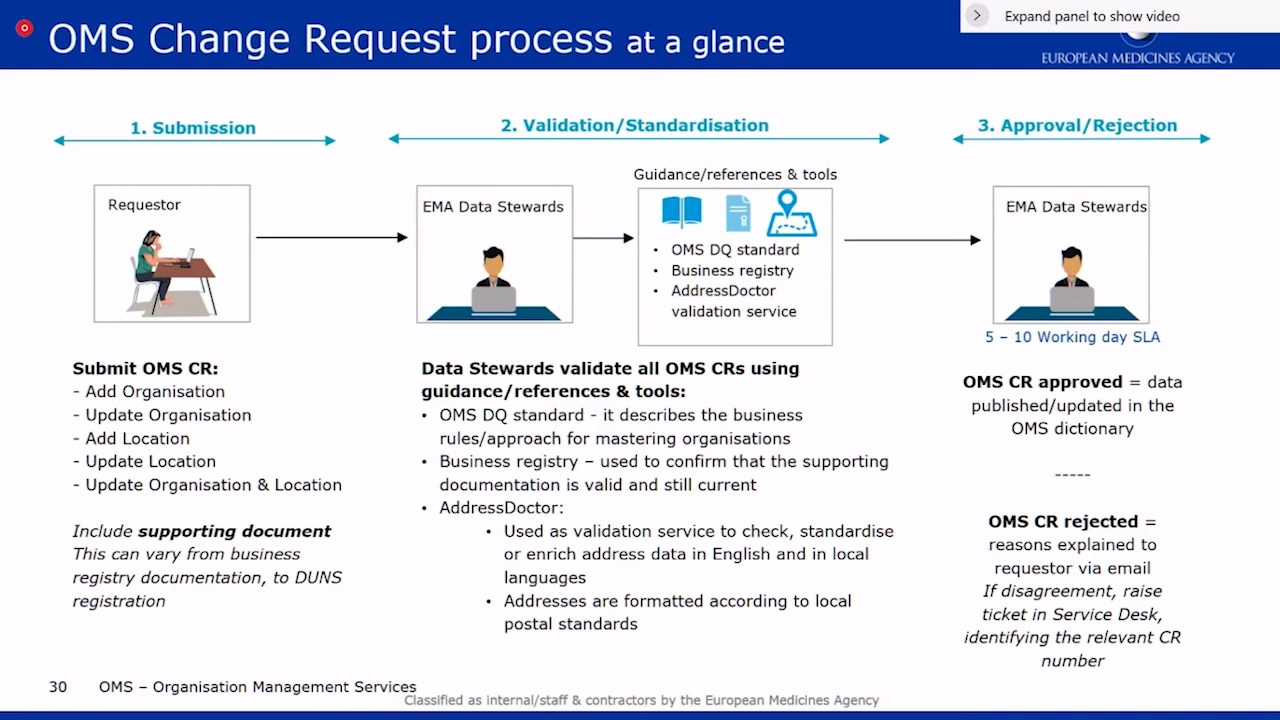 OMS Change Request process at a glance
Expand panel to show video
EUROPEAN MEDICINES AGENCY
1. Submission
2. Validation/Standardisation
3. Approval/Rejection
Requestor
EMA Data Stewards
Guidance/references & tools
• OMS DQ standard
• Business registry
• AddressDoctor
validation service
EMA Data Stewards
5 – 10 Working day SLA
Submit OMS CR:
- Add Organisation
- Update Organisation
- Add Location
- Update Location
- Update Organisation & Location
Include supporting document
This can vary from business
registry documentation, to DUNS
registration
Data Stewards validate all OMS CRs using
guidance/references & tools:
• OMS DQ standard - it describes the business
rules/approach for mastering organisations
• Business registry – used to confirm that the supporting
documentation is valid and still current
• AddressDoctor:
• Used as validation service to check, standardise
or enrich address data in English and in local
languages
• Addresses are formatted according to local
postal standards
OMS CR approved = data
published/updated in the
OMS dictionary
-----
OMS CR rejected =
reasons explained to
requestor via email
If disagreement, raise
ticket in Service Desk,
identifying the relevant CR
number
30 OMS – Organisation Management Services
Classified as internal/staff & contractors by the European Medicines Agency